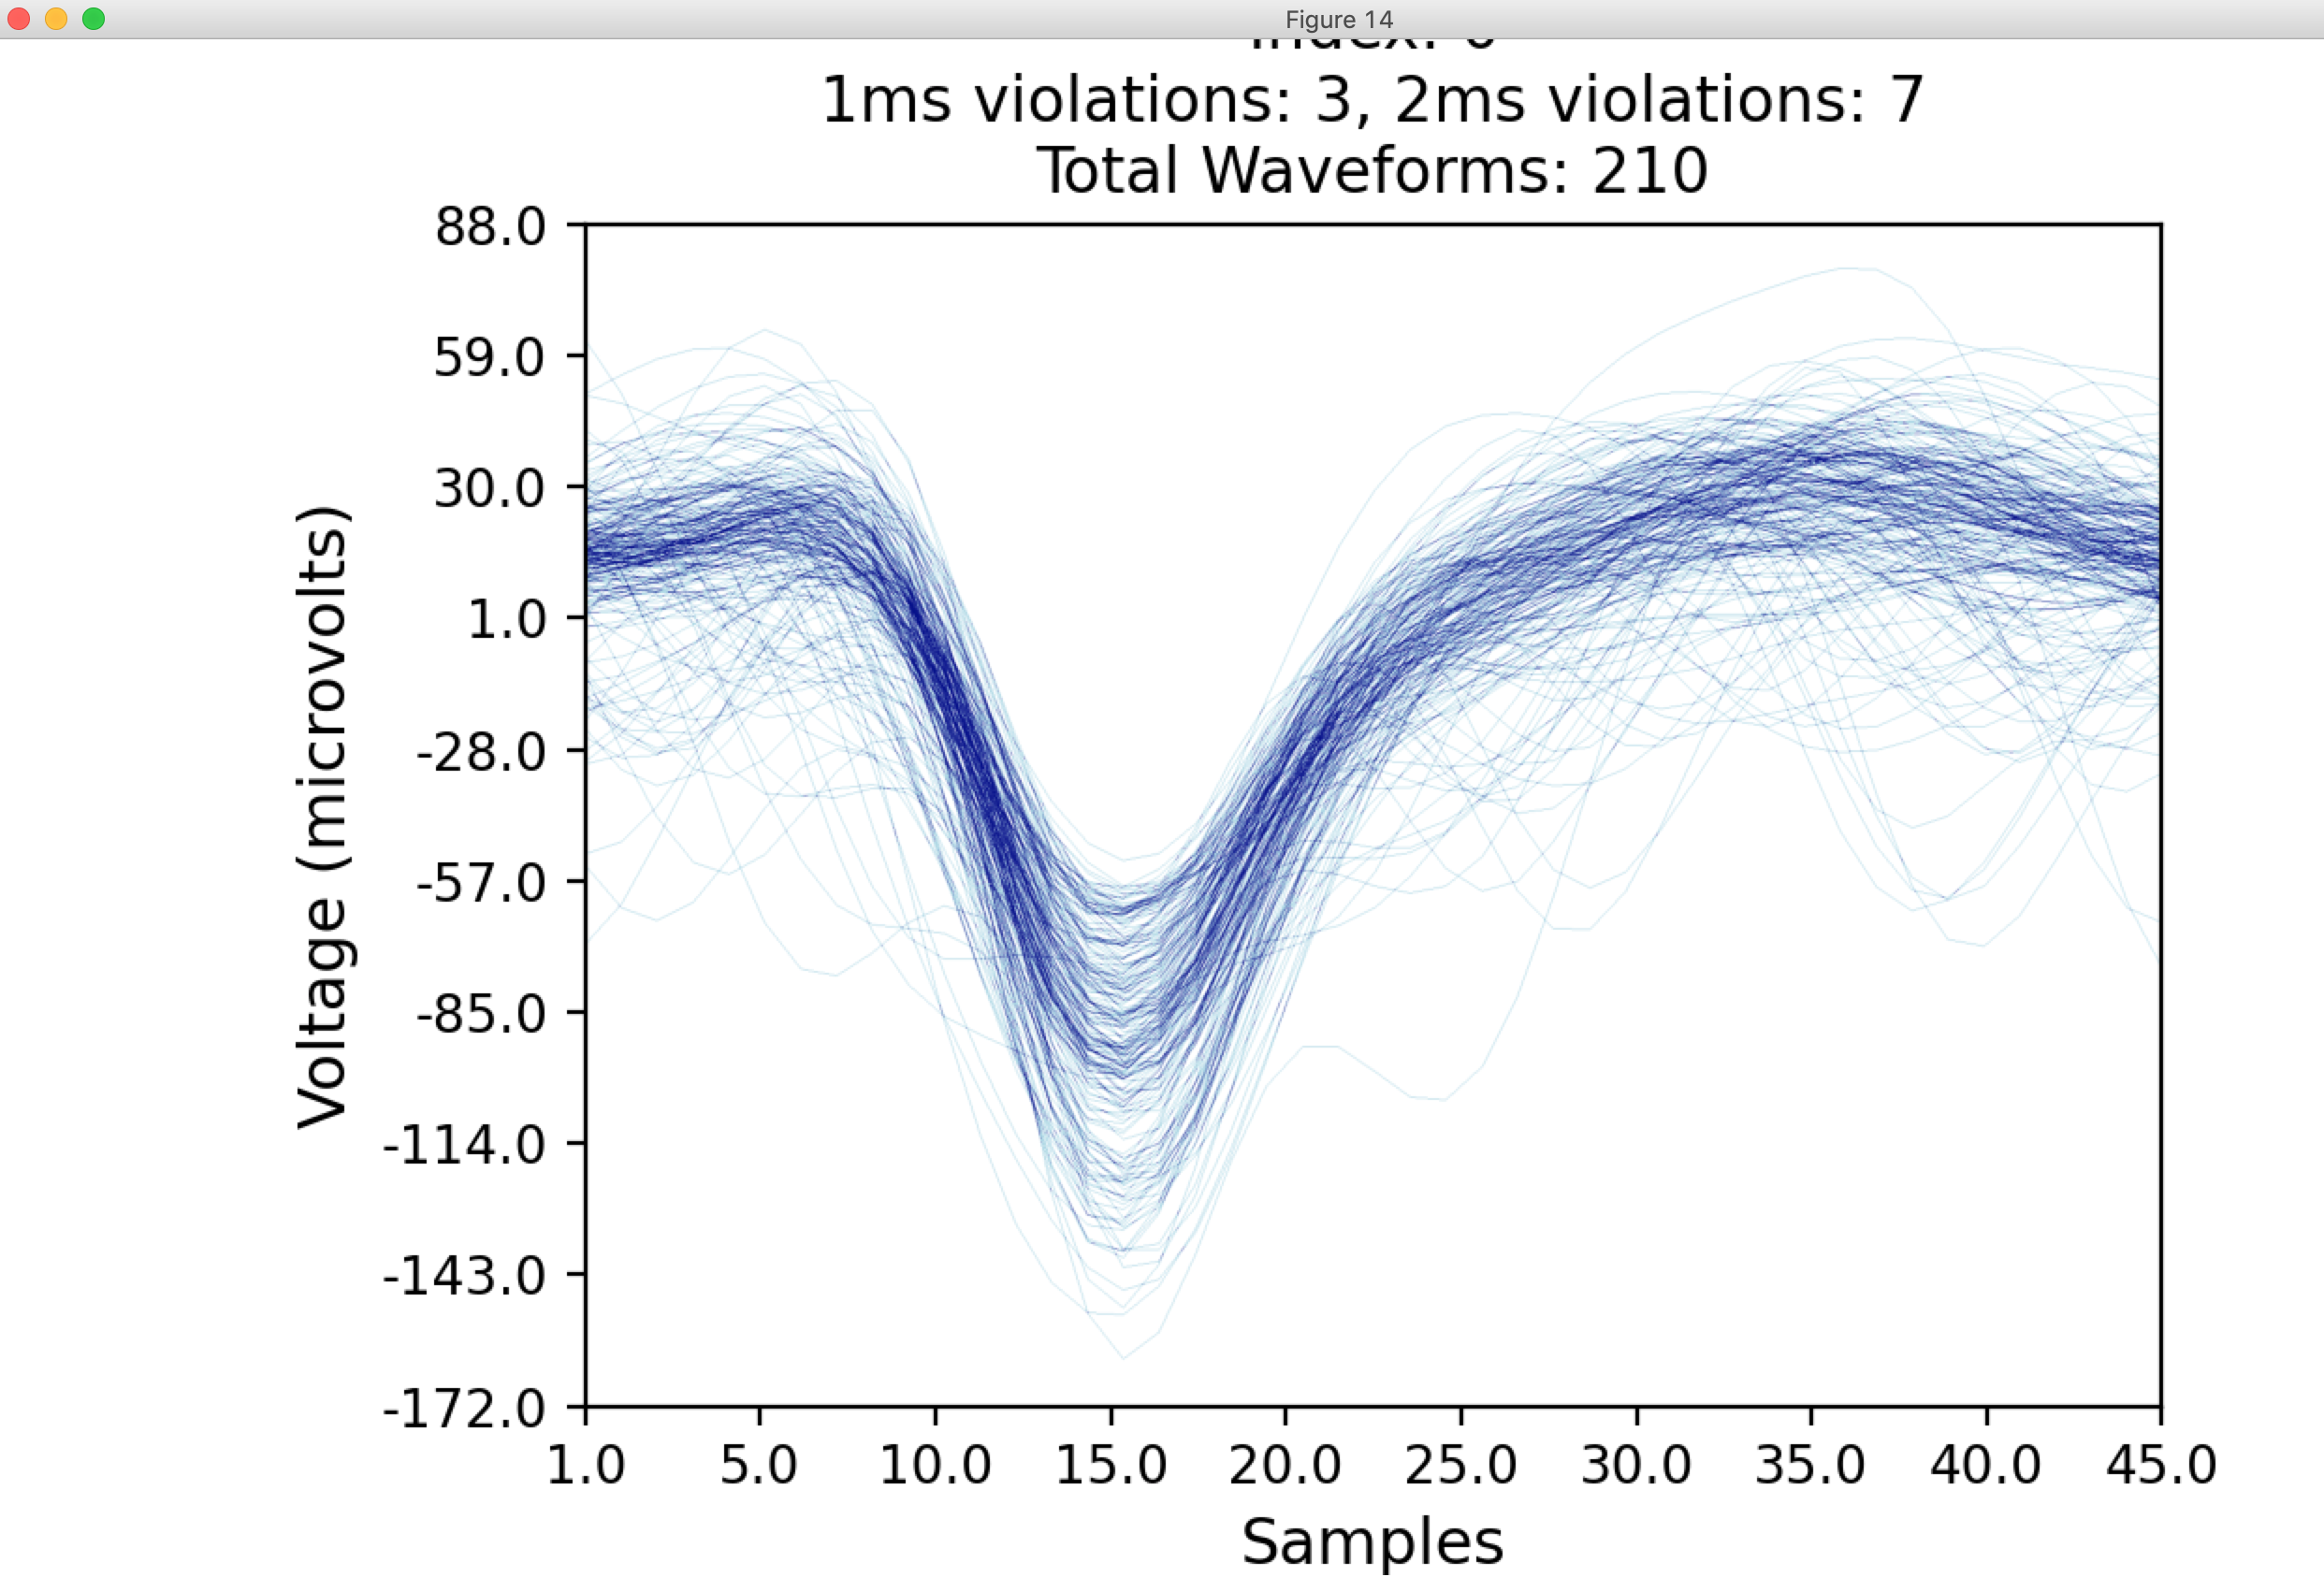 Figure 14
Index: 0
1ms violations: 3, 2ms violations: 7
Total Waveforms: 210
88.0
59.0
30.0
1.0
-28.0
-57.0
-85.0
-114.0
-143.0
-172.0
Voltage (microvolts)
1.0 5.0 10.0 15.0 20.0 25.0 30.0 35.0 40.0 45.0
Samples